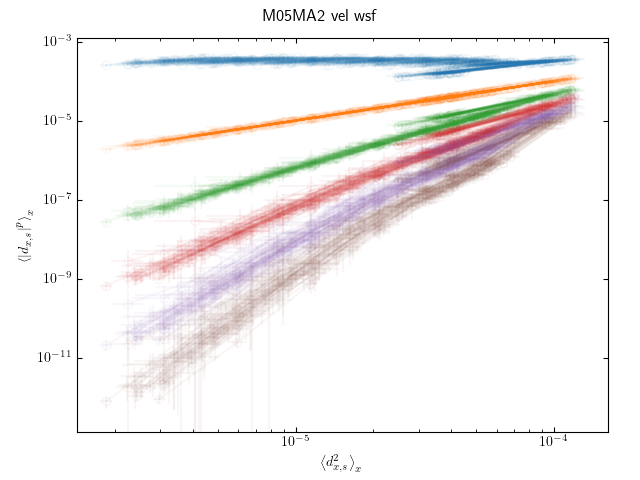 M05MA2 vel wsf
10⁻³
10⁻⁵
10⁻⁷
10⁻⁹
10⁻¹¹
⟨|d_{x,s}|^p⟩_x
10⁻⁵ 10⁻⁴
⟨d²_{x,s}⟩_x